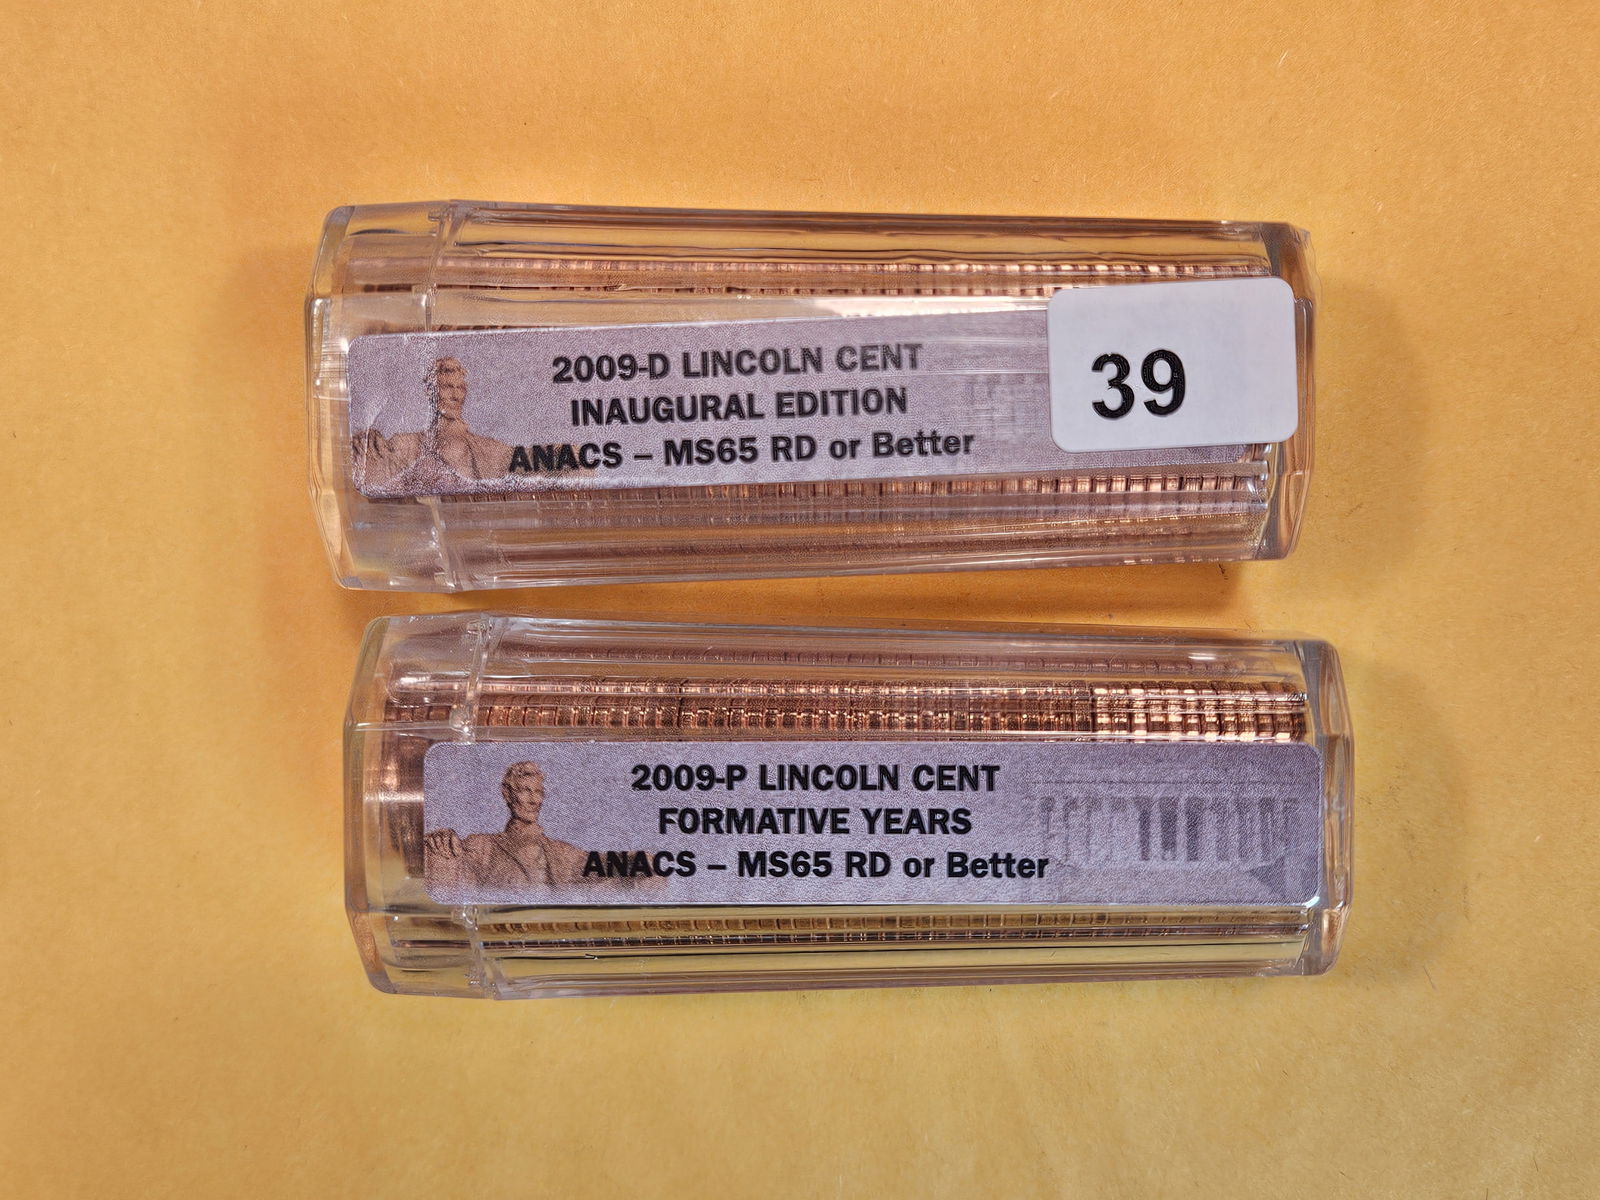 2009-D LINCOLN CENT
INAUGURAL EDITION
ANACS – MS65 RD or Better
39
2009-P LINCOLN CENT
FORMATIVE YEARS
ANACS – MS65 RD or Better